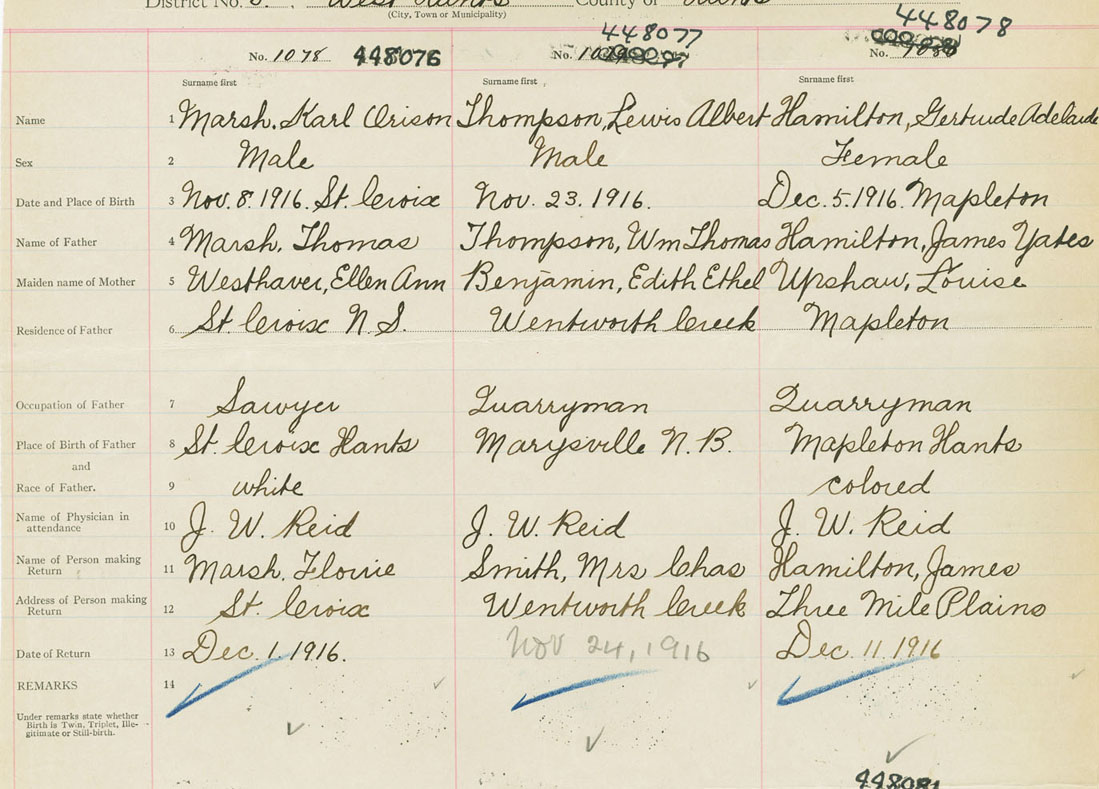 District No. 3. West Hants County of Hants
(City, Town or Municipality)
448077 448078
No. 1078 448076 No. No.
Surname first Surname first Surname first
Name 1 Marsh, Karl Orison Thompson, Lewis Albert Hamilton, Gertrude Adelaide
Sex 2 Male Male Female
Date and Place of Birth 3 Nov. 8. 1916. St. Croix Nov. 23. 1916. Dec. 5. 1916. Mapleton
Name of Father 4 Marsh, Thomas Thompson, Wm Thomas Hamilton, James Yates
Maiden name of Mother 5 Westhaver, Ellen Ann Benjamin, Edith Ethel Upshaw, Louise
Residence of Father 6 St. Croix N. S. Wentworth Creek Mapleton
Occupation of Father 7 Sawyer Quarryman Quarryman
Place of Birth of Father 8 St. Croix Hants Marysville N. B. Mapleton Hants
and
Race of Father. 9 white colored
Name of Physician in
attendance 10 J. W. Reid J. W. Reid J. W. Reid
Name of Person making
Return 11 Marsh, Florrie Smith, Mrs Chas Hamilton, James
Address of Person making
Return 12 St. Croix Wentworth Creek Three Mile Plains
Date of Return 13 Dec. 1. 1916. Nov 24, 1916 Dec. 11. 1916
REMARKS 14
Under remarks state whether
Birth is Twin, Triplet, Ille-
gitimate or Still-birth.